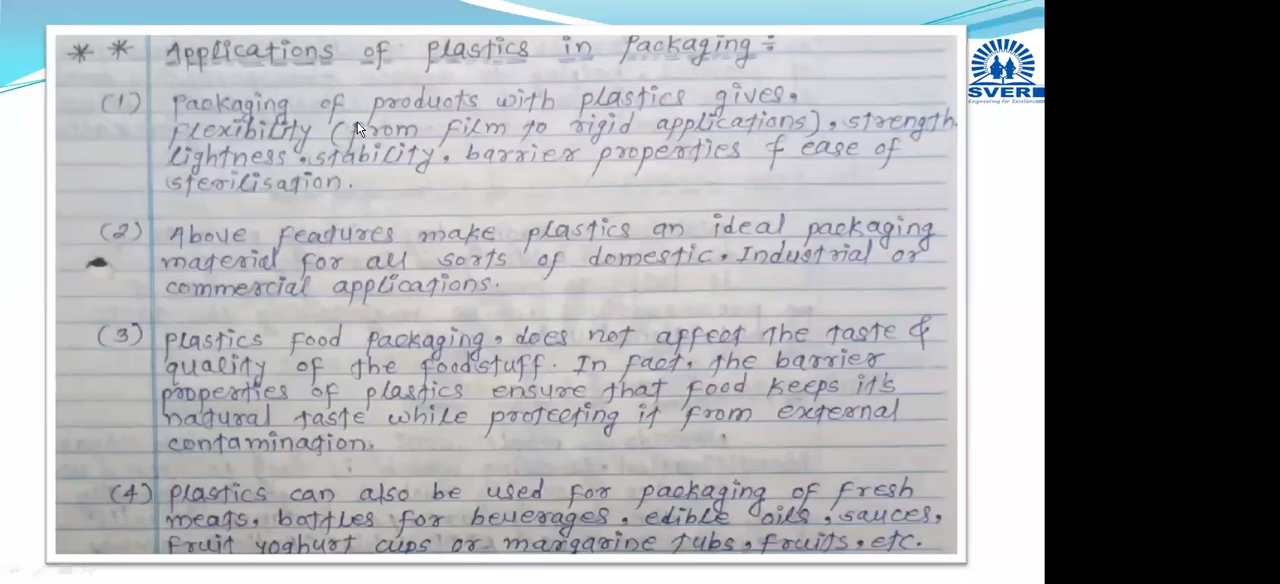 ** Applications of plastics in Packaging :
(1) Packaging of products with plastics gives,
flexibility (from film to rigid applications), strength
lightness, stability, barrier properties & ease of
sterilisation.
(2) Above features make plastics an ideal packaging
material for all sorts of domestic, Industrial or
commercial applications.
(3) Plastics food packaging, does not affect the taste &
quality of the foodstuff. In fact, the barrier
properties of plastics ensure that food keeps it's
natural taste while protecting it from external
contamination.
(4) Plastics can also be used for packaging of fresh
meats, bottles for beverages, edible oils, sauces,
fruit yoghurt cups or margarine tubs, fruits, etc.
SVERI
Engineering for Excellence